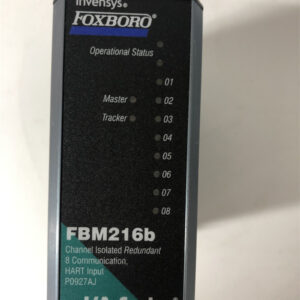 invensys®
FOXBORO®
Operational Status
01
Master 02
Tracker 03
04
05
06
07
08
FBM216b
Channel Isolated Redundant
8 Communication,
HART Input
P0927AJ